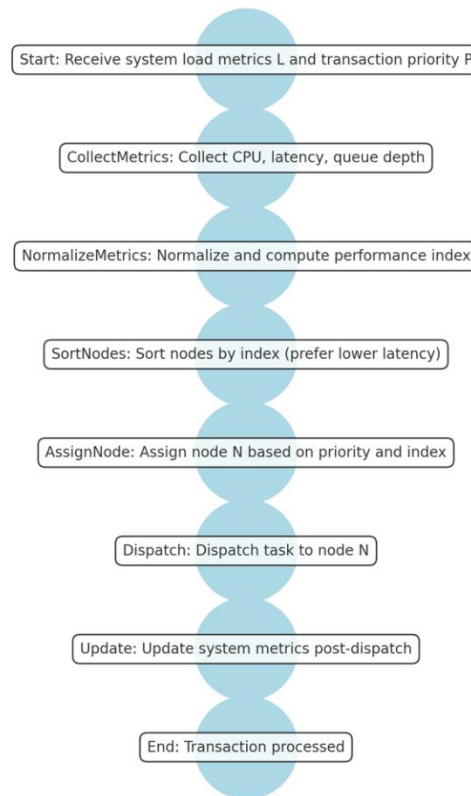 Start: Receive system load metrics L and transaction priority P
CollectMetrics: Collect CPU, latency, queue depth
NormalizeMetrics: Normalize and compute performance index
SortNodes: Sort nodes by index (prefer lower latency)
AssignNode: Assign node N based on priority and index
Dispatch: Dispatch task to node N
Update: Update system metrics post-dispatch
End: Transaction processed